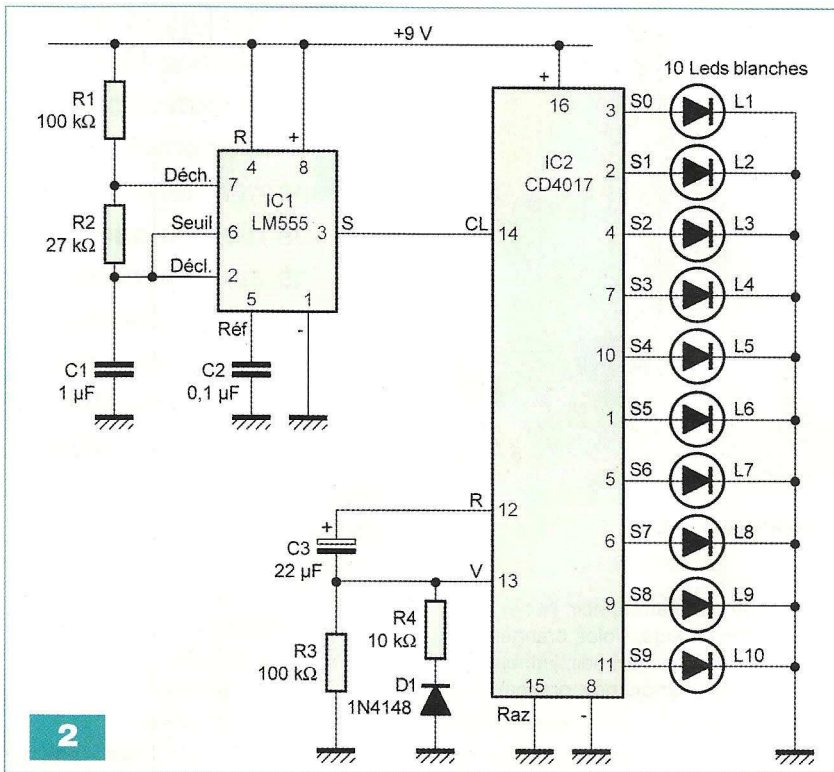 +9 V
10 Leds blanches
R1
100 kΩ
R2
27 kΩ
C1
1 µF
Déch.
Seuil
Décl.
R
+
4
8
7
6
2
IC1
LM555
3
S
5
1
Réf
-
C2
0,1 µF
CL
14
+
16
IC2
CD4017
3 S0 L1
2 S1 L2
4 S2 L3
7 S3 L4
10 S4 L5
1 S5 L6
5 S6 L7
6 S7 L8
9 S8 L9
11 S9 L10
R
12
+
C3
22 µF
V
13
R3
100 kΩ
R4
10 kΩ
D1
1N4148
15
8
Raz
-
2